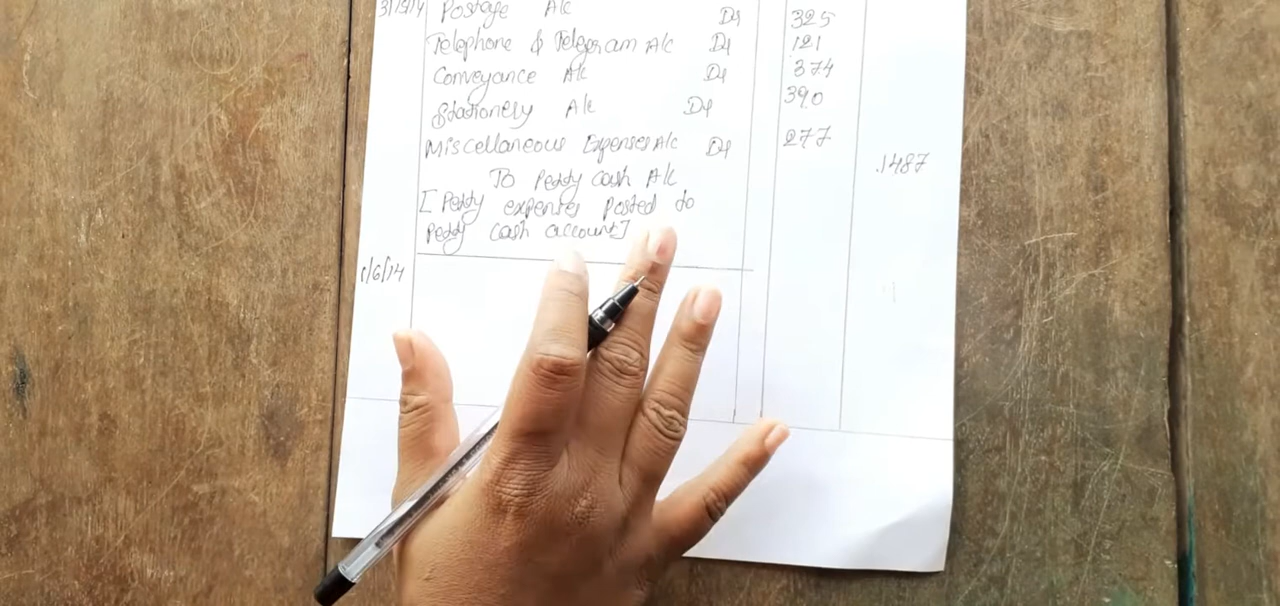 31/5/14 Postage A/c Dr 325
Telephone & Telegram A/c Dr 121
Conveyance A/c Dr 374
Stationery A/c Dr 390
Miscellaneous Expenses A/c Dr 277
To Petty cash A/c 1487
[Petty expenses posted to
Petty cash account]
1/6/14